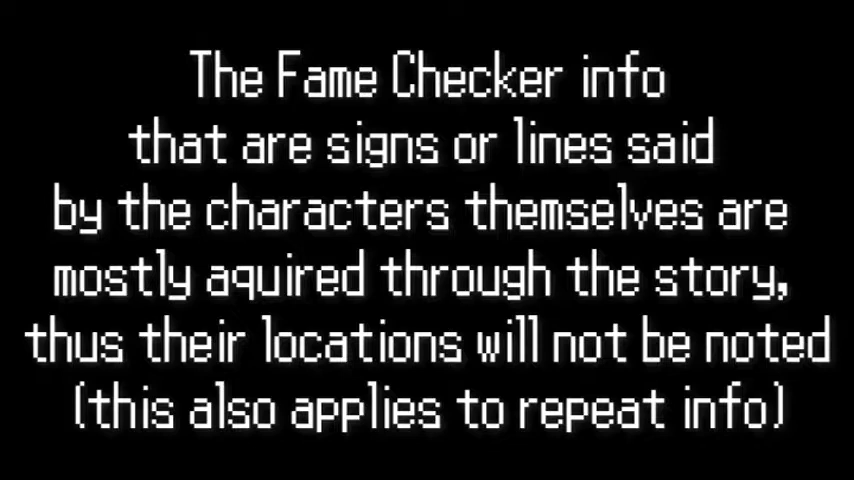 The Fame Checker info
that are signs or lines said
by the characters themselves are
mostly aquired through the story,
thus their locations will not be noted
(this also applies to repeat info)